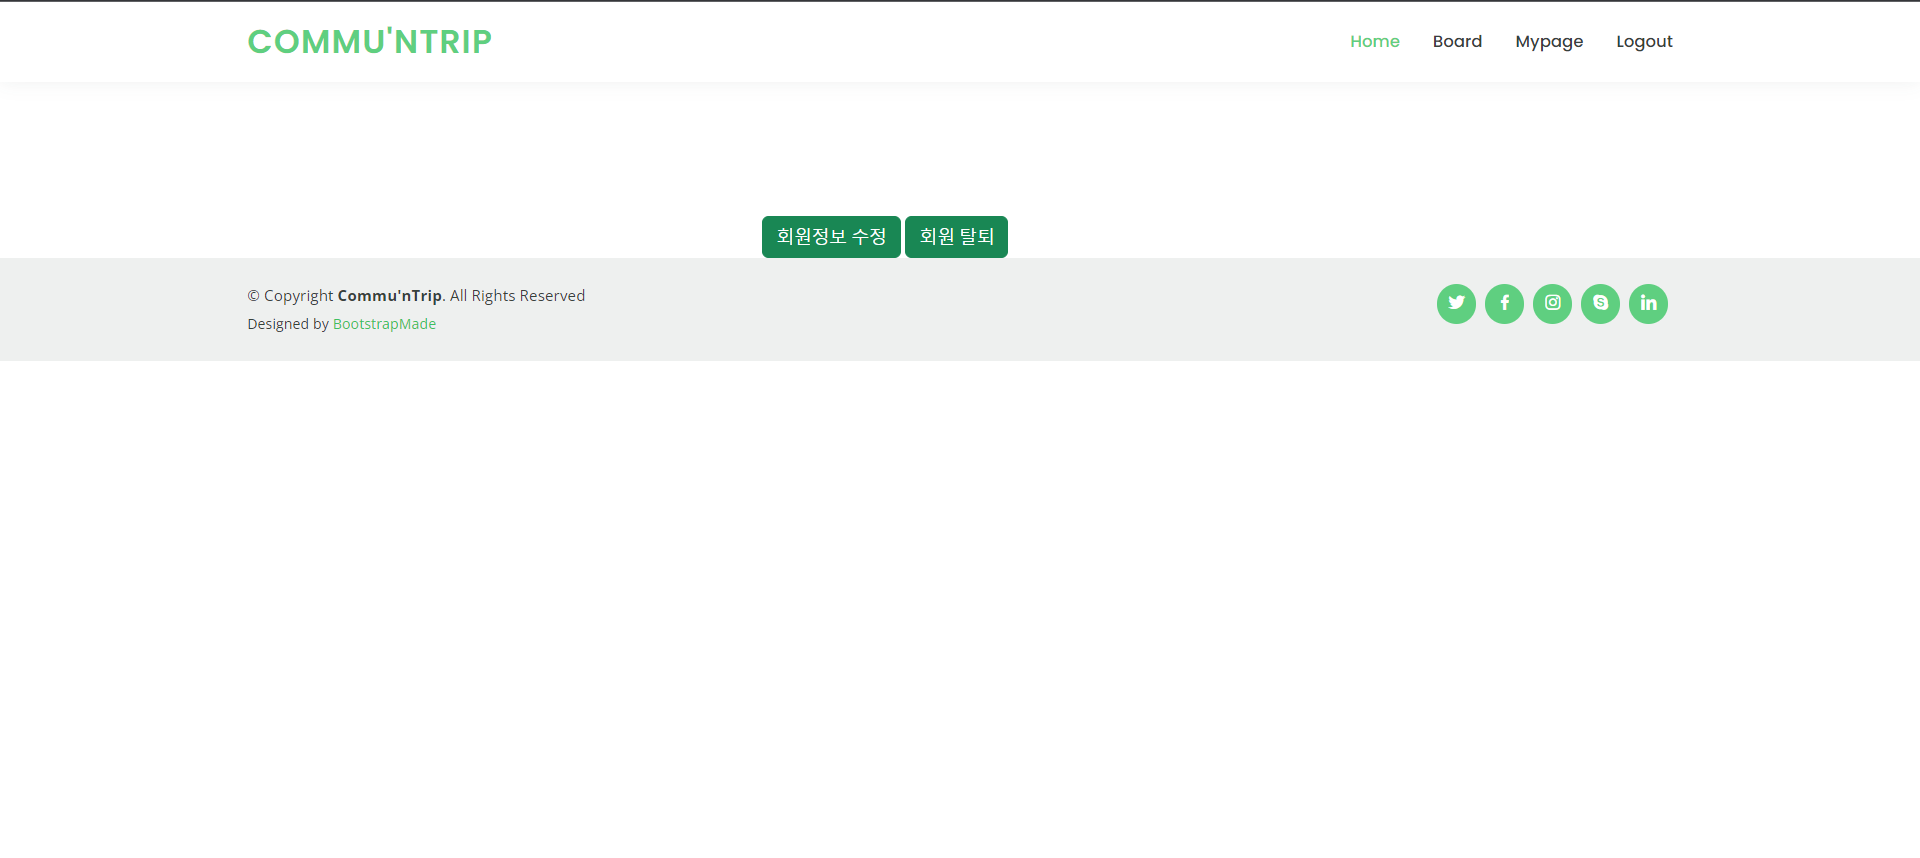 COMMU'NTRIP
Home Board Mypage Logout
회원정보 수정 회원 탈퇴
© Copyright Commu'nTrip. All Rights Reserved
Designed by BootstrapMade